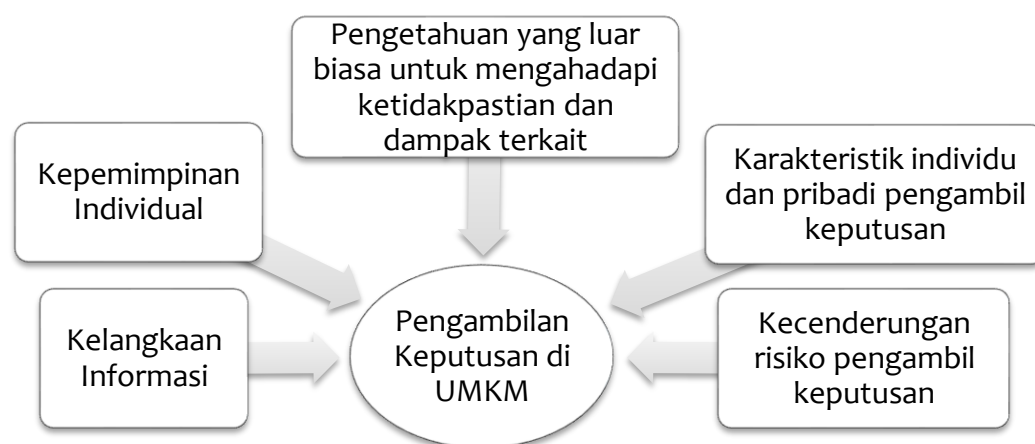 Pengetahuan yang luar
biasa untuk mengahadapi
ketidakpastian dan
dampak terkait
Kepemimpinan
Individual
Karakteristik individu
dan pribadi pengambil
keputusan
Kelangkaan
Informasi
Pengambilan
Keputusan di
UMKM
Kecenderungan
risiko pengambil
keputusan